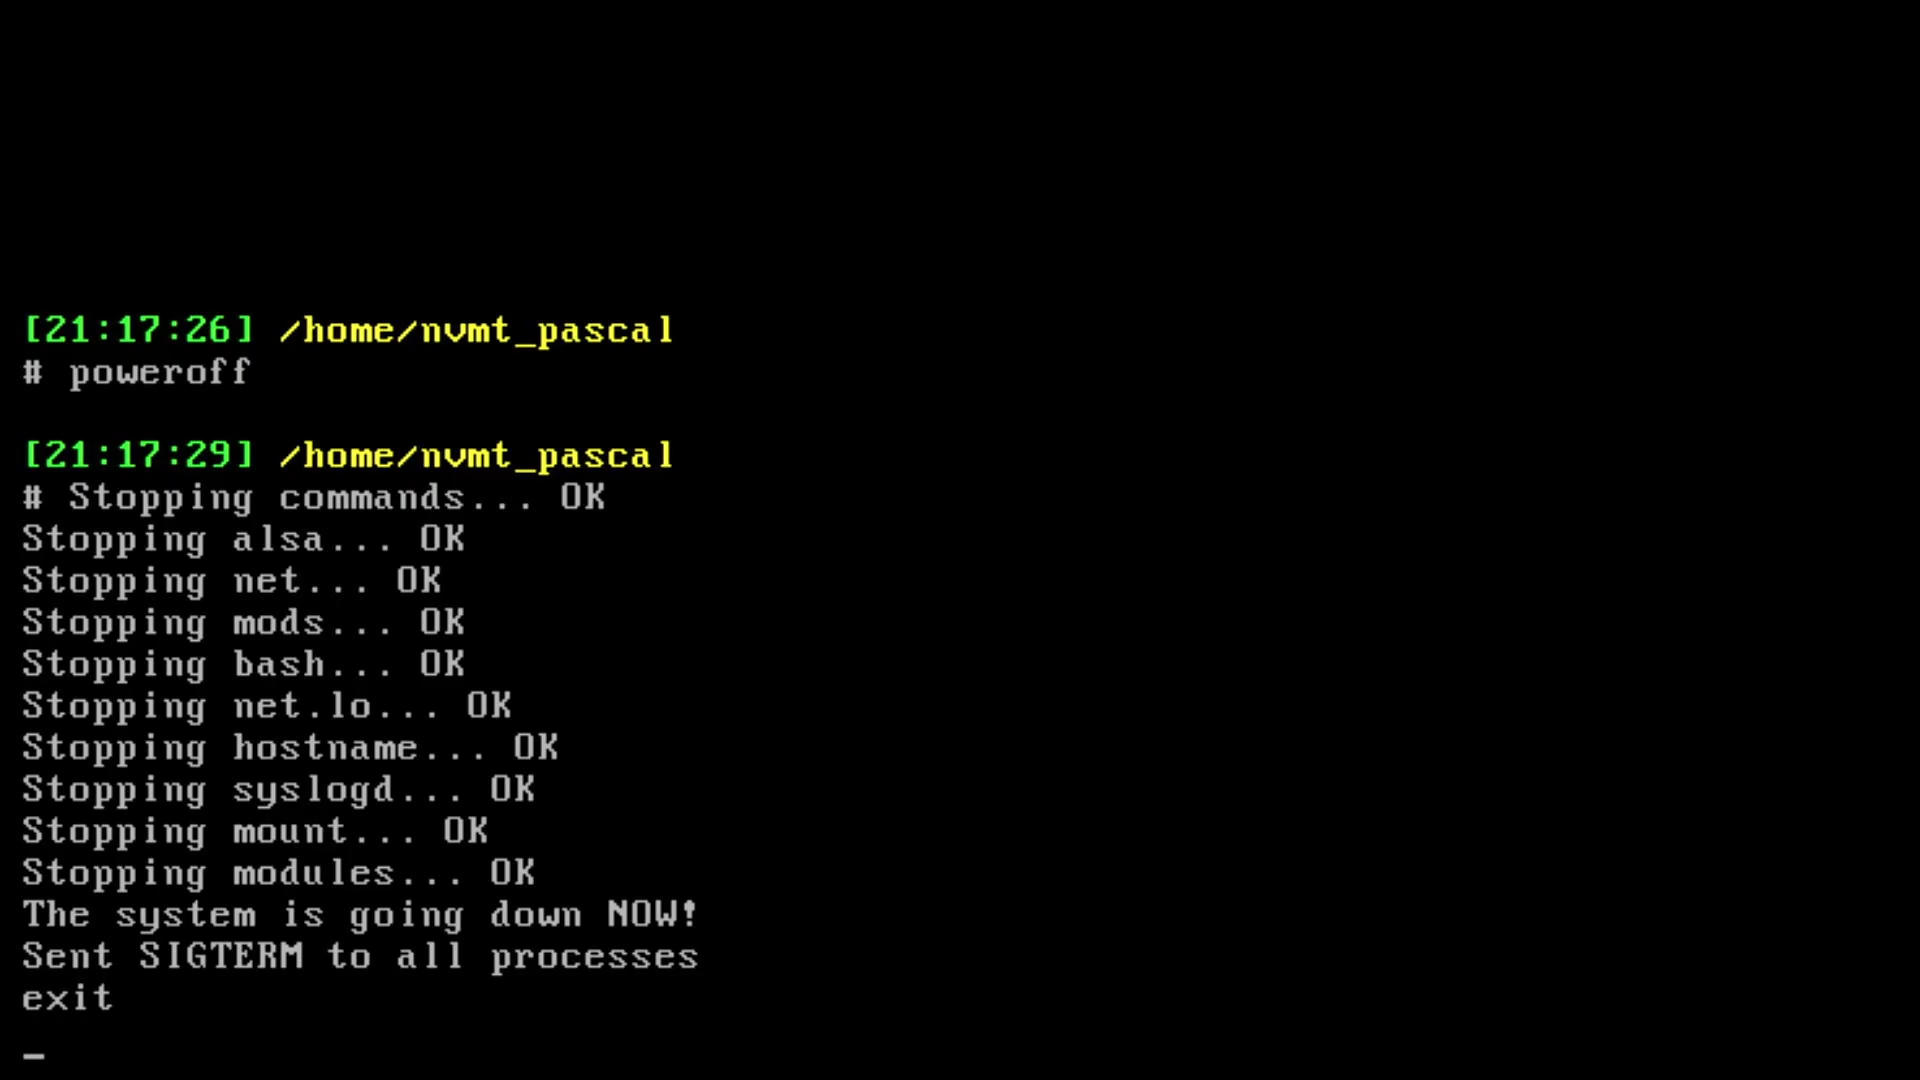 [21:17:26] /home/nvmt_pascal
# poweroff
[21:17:29] /home/nvmt_pascal
# Stopping commands... OK
Stopping alsa... OK
Stopping net... OK
Stopping mods... OK
Stopping bash... OK
Stopping net.lo... OK
Stopping hostname... OK
Stopping syslogd... OK
Stopping mount... OK
Stopping modules... OK
The system is going down NOW!
Sent SIGTERM to all processes
exit
_